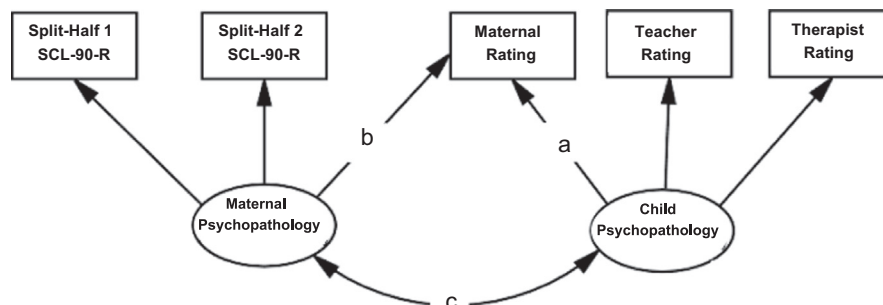 Split-Half 1
SCL-90-R
Split-Half 2
SCL-90-R
Maternal
Rating
Teacher
Rating
Therapist
Rating
b
a
Maternal
Psychopathology
Child
Psychopathology
c